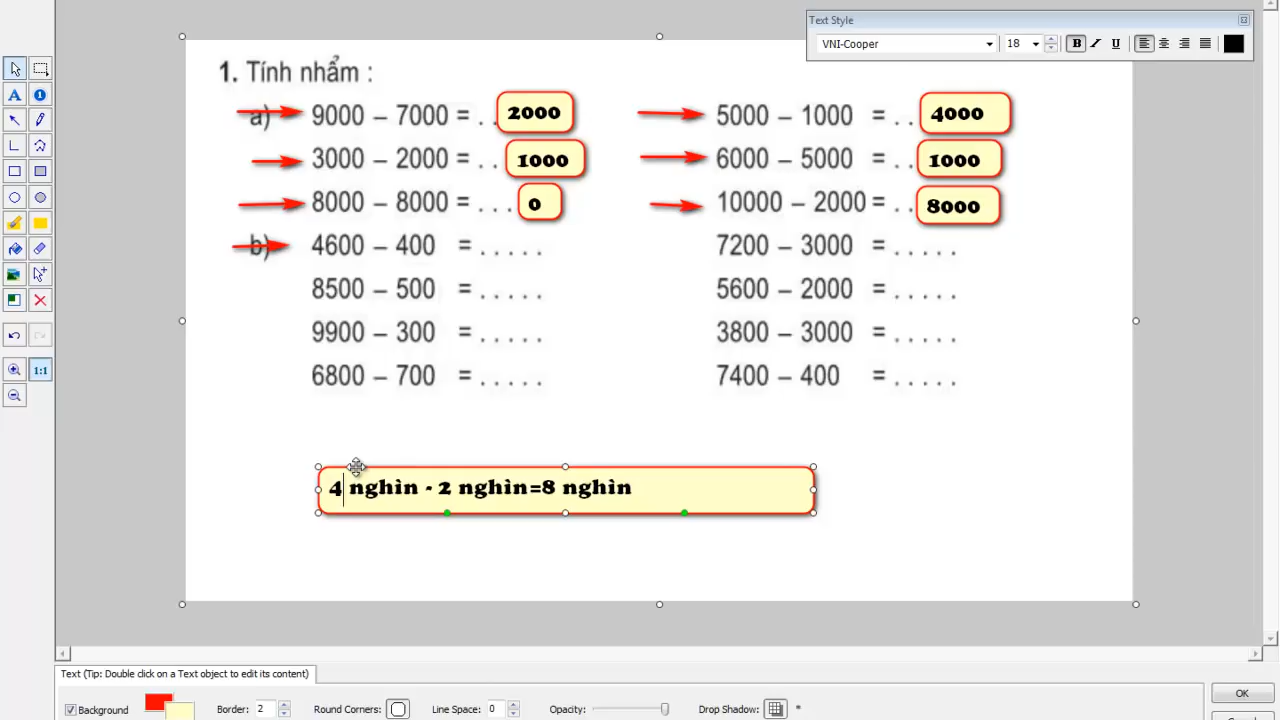 Text Style
VNI-Cooper 18 B I U
1. Tính nhẩm :
a) 9000 – 7000 = . . 2000
5000 – 1000 = . . 4000
3000 – 2000 = . . 1000
6000 – 5000 = . . 1000
8000 – 8000 = . . . 0
10000 – 2000 = . . 8000
b) 4600 – 400 = . . . . .
7200 – 3000 = . . . . .
8500 – 500 = . . . . .
5600 – 2000 = . . . . .
9900 – 300 = . . . . .
3800 – 3000 = . . . . .
6800 – 700 = . . . . .
7400 – 400 = . . . . .
4 nghìn - 2 nghìn=8 nghìn
1:1
Text (Tip: Double click on a Text object to edit its content)
OK
Background Border: 2 Round Corners: Line Space: 0 Opacity: Drop Shadow: *